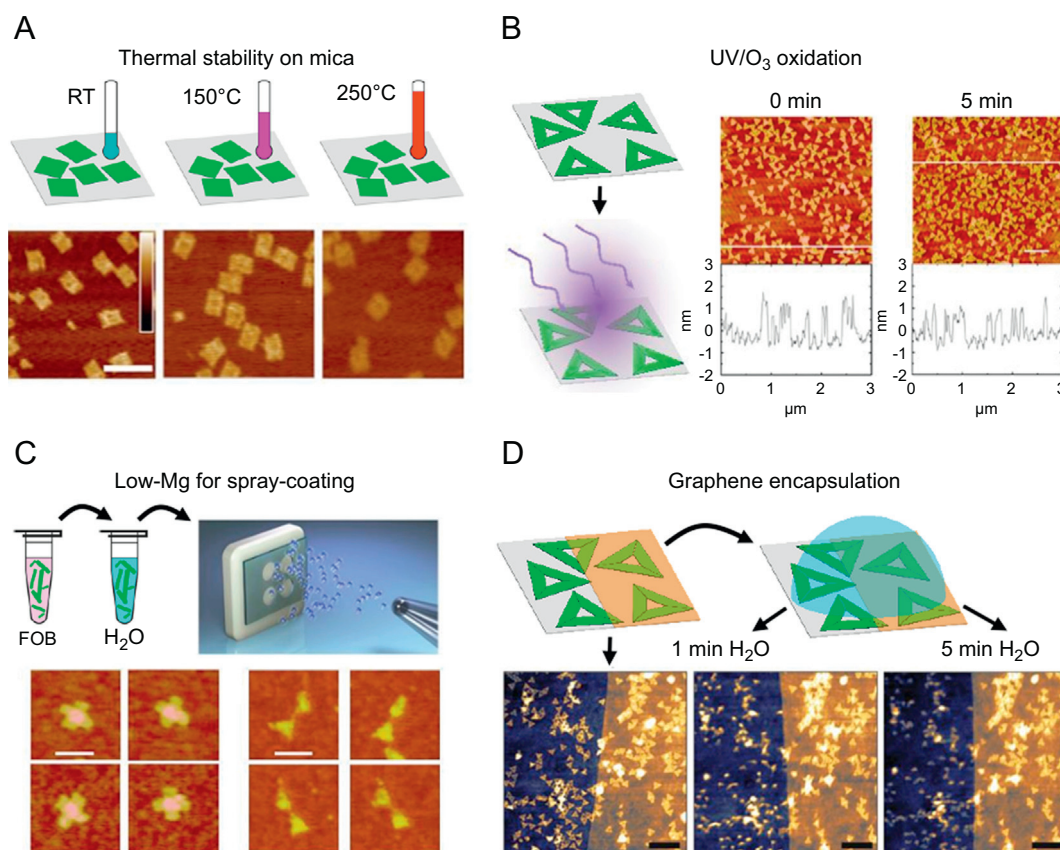 A
Thermal stability on mica
RT
150°C
250°C
B
UV/O3 oxidation
0 min
5 min
3
2
1
0
-1
-2
nm
0
1
2
3
µm
3
2
1
0
-1
-2
nm
0
1
2
3
µm
C
Low-Mg for spray-coating
FOB
H2O
D
Graphene encapsulation
1 min H2O
5 min H2O